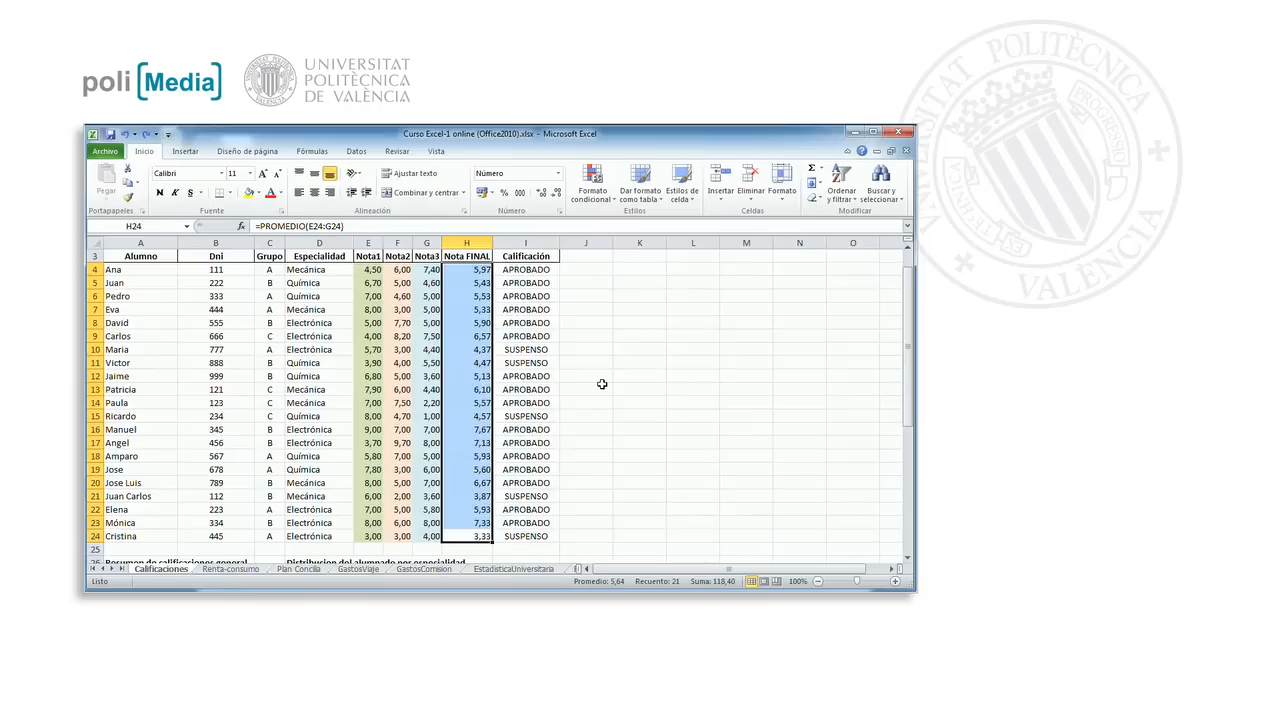 poli [Media]
UNIVERSITAT
POLITÈCNICA
DE VALÈNCIA
UNIVERSITAT POLITÈCNICA
DE VALÈNCIA
PROGRESIO
Curso Excel-1 online (Office2010).xlsx - Microsoft Excel
Archivo Inicio Insertar Diseño de página Fórmulas Datos Revisar Vista
Pegar Calibri 11 Ajustar texto Número
N K S Combinar y centrar % 000
Formato condicional Dar formato como tabla Estilos de celda Insertar Eliminar Formato Ordenar y filtrar Buscar y seleccionar
Portapapeles Fuente Alineación Número Estilos Celdas Modificar
H24 fx =PROMEDIO(E24:G24)
A B C D E F G H I J K L M N O
3 Alumno Dni Grupo Especialidad Nota1 Nota2 Nota3 Nota FINAL Calificación
4 Ana 111 A Mecánica 4,50 6,00 7,40 5,97 APROBADO
5 Juan 222 B Química 6,70 5,00 4,60 5,43 APROBADO
6 Pedro 333 A Química 7,00 4,60 5,00 5,53 APROBADO
7 Eva 444 A Mecánica 8,00 3,00 5,00 5,33 APROBADO
8 David 555 B Electrónica 5,00 7,70 5,00 5,90 APROBADO
9 Carlos 666 C Electrónica 4,00 8,20 7,50 6,57 APROBADO
10 Maria 777 A Electrónica 5,70 3,00 4,40 4,37 SUSPENSO
11 Victor 888 B Química 3,90 4,00 5,50 4,47 SUSPENSO
12 Jaime 999 B Química 6,80 5,00 3,60 5,13 APROBADO
13 Patricia 121 C Mecánica 7,90 6,00 4,40 6,10 APROBADO
14 Paula 123 C Mecánica 7,00 7,50 2,20 5,57 APROBADO
15 Ricardo 234 C Química 8,00 4,70 1,00 4,57 SUSPENSO
16 Manuel 345 B Electrónica 9,00 7,00 7,00 7,67 APROBADO
17 Angel 456 B Electrónica 3,70 9,70 8,00 7,13 APROBADO
18 Amparo 567 A Química 5,80 7,00 5,00 5,93 APROBADO
19 Jose 678 A Química 7,80 3,00 6,00 5,60 APROBADO
20 Jose Luis 789 B Mecánica 8,00 5,00 7,00 6,67 APROBADO
21 Juan Carlos 112 B Mecánica 6,00 2,00 3,60 3,87 SUSPENSO
22 Elena 223 A Electrónica 7,00 5,00 5,80 5,93 APROBADO
23 Mónica 334 B Electrónica 8,00 6,00 8,00 7,33 APROBADO
24 Cristina 445 A Electrónica 3,00 3,00 4,00 3,33 SUSPENSO
25
26 Resumen de calificaciones general Distribucion del alumnado por especialidad
Calificaciones Renta-consumo Plan Concilia GastosViaje GastosComision EstadisticaUniversitaria
Listo Promedio: 5,64 Recuento: 21 Suma: 118,40 100%